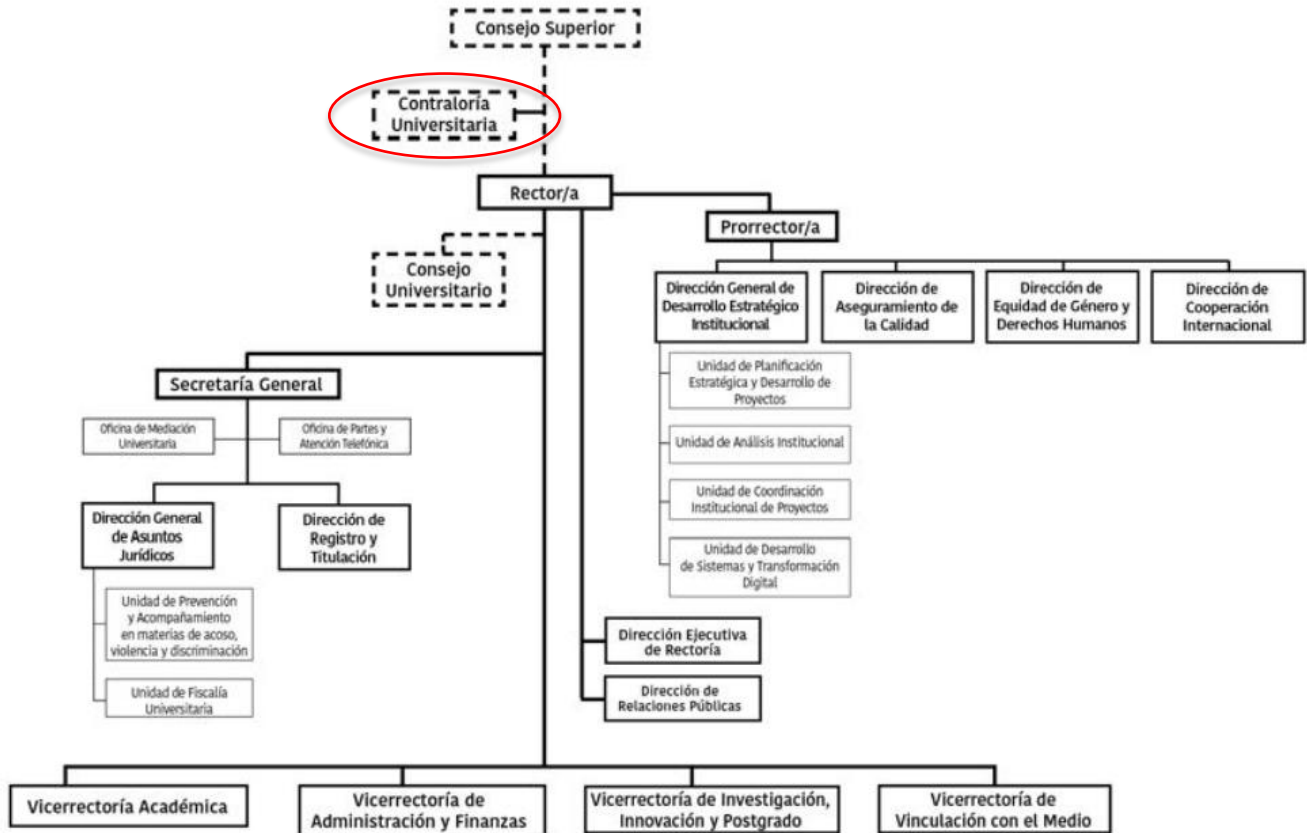 Consejo Superior
Contraloría
Universitaria
Rector/a
Prorrector/a
Consejo
Universitario
Dirección General de
Desarrollo Estratégico
Institucional
Dirección de
Aseguramiento de
la Calidad
Dirección de
Equidad de Género y
Derechos Humanos
Dirección de
Cooperación
Internacional
Unidad de Planificación
Estratégica y Desarrollo de
Proyectos
Unidad de Análisis Institucional
Unidad de Coordinación
Institucional de Proyectos
Unidad de Desarrollo
de Sistemas y Transformación
Digital
Secretaría General
Oficina de Mediación
Universitaria
Oficina de Partes y
Atención Telefónica
Dirección General
de Asuntos
Jurídicos
Dirección de
Registro y
Titulación
Unidad de Prevención
y Acompañamiento
en materias de acoso,
violencia y discriminación
Unidad de Fiscalía
Universitaria
Dirección Ejecutiva
de Rectoría
Dirección de
Relaciones Públicas
Vicerrectoría Académica
Vicerrectoría de
Administración y Finanzas
Vicerrectoría de Investigación,
Innovación y Postgrado
Vicerrectoría de
Vinculación con el Medio